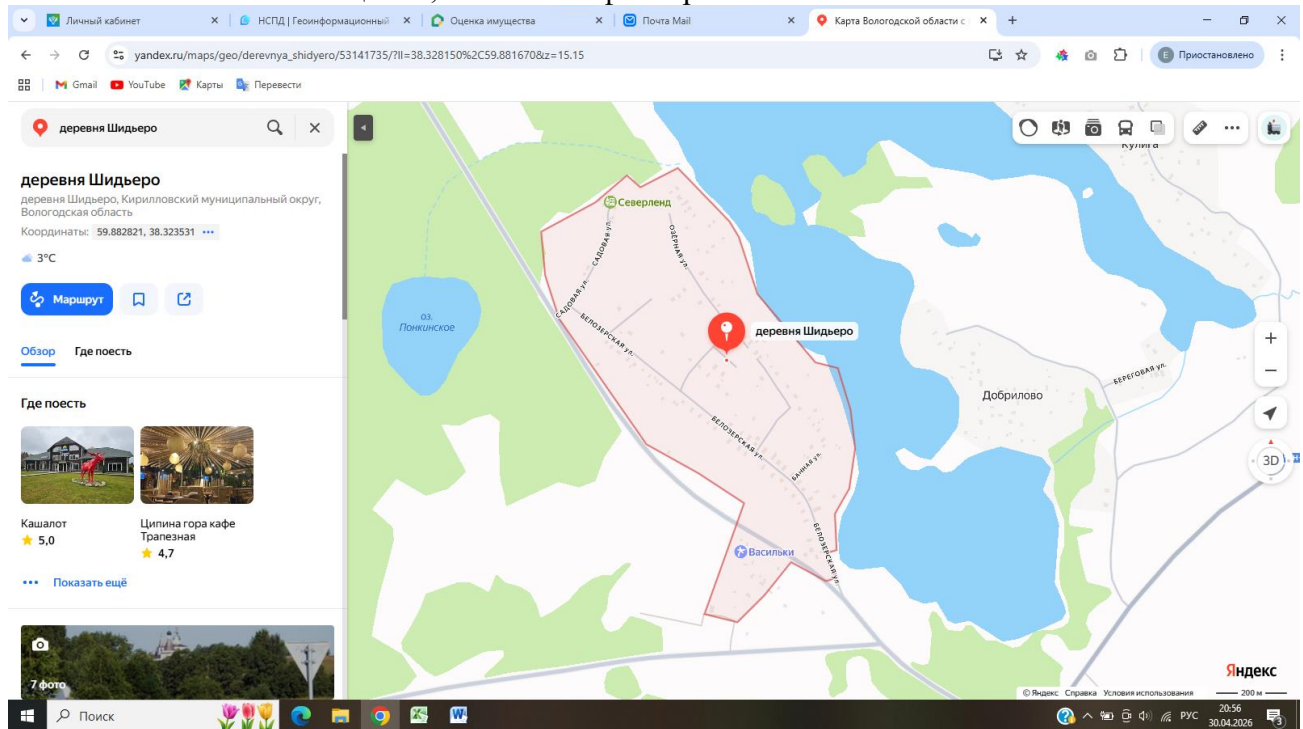 Личный кабинет
НСПД | Геоинформационный
Оценка имущества
Почта Mail
Карта Вологодской области с
yandex.ru/maps/geo/derevnya_shidyero/53141735/?ll=38.328150%2C59.881670&z=15.15
E Приостановлено
Gmail YouTube Карты Перевести
деревня Шидьеро
деревня Шидьеро
деревня Шидьеро, Кирилловский муниципальный округ,
Вологодская область
Координаты: 59.882821, 38.323531
3°C
Маршрут
Обзор Где поесть
Где поесть
Кашалот
5,0
Ципина гора кафе
Трапезная
4,7
Показать ещё
7 фото
Северленд
САДОВАЯ ул.
САДОВАЯ ул.
ОЗЁРНАЯ ул.
БЕЛОЗЕРСКАЯ ул.
оз.
Понкинское
деревня Шидьеро
Кулига
БЕРЕГОВАЯ ул.
Добрилово
БЕЛОЗЕРСКАЯ ул.
БАННАЯ ул.
БЕЛОЗЕРСКАЯ ул.
Васильки
3D
Яндекс
© Яндекс Справка Условия использования 200 м
Поиск
РУС
20:56
30.04.2026
3